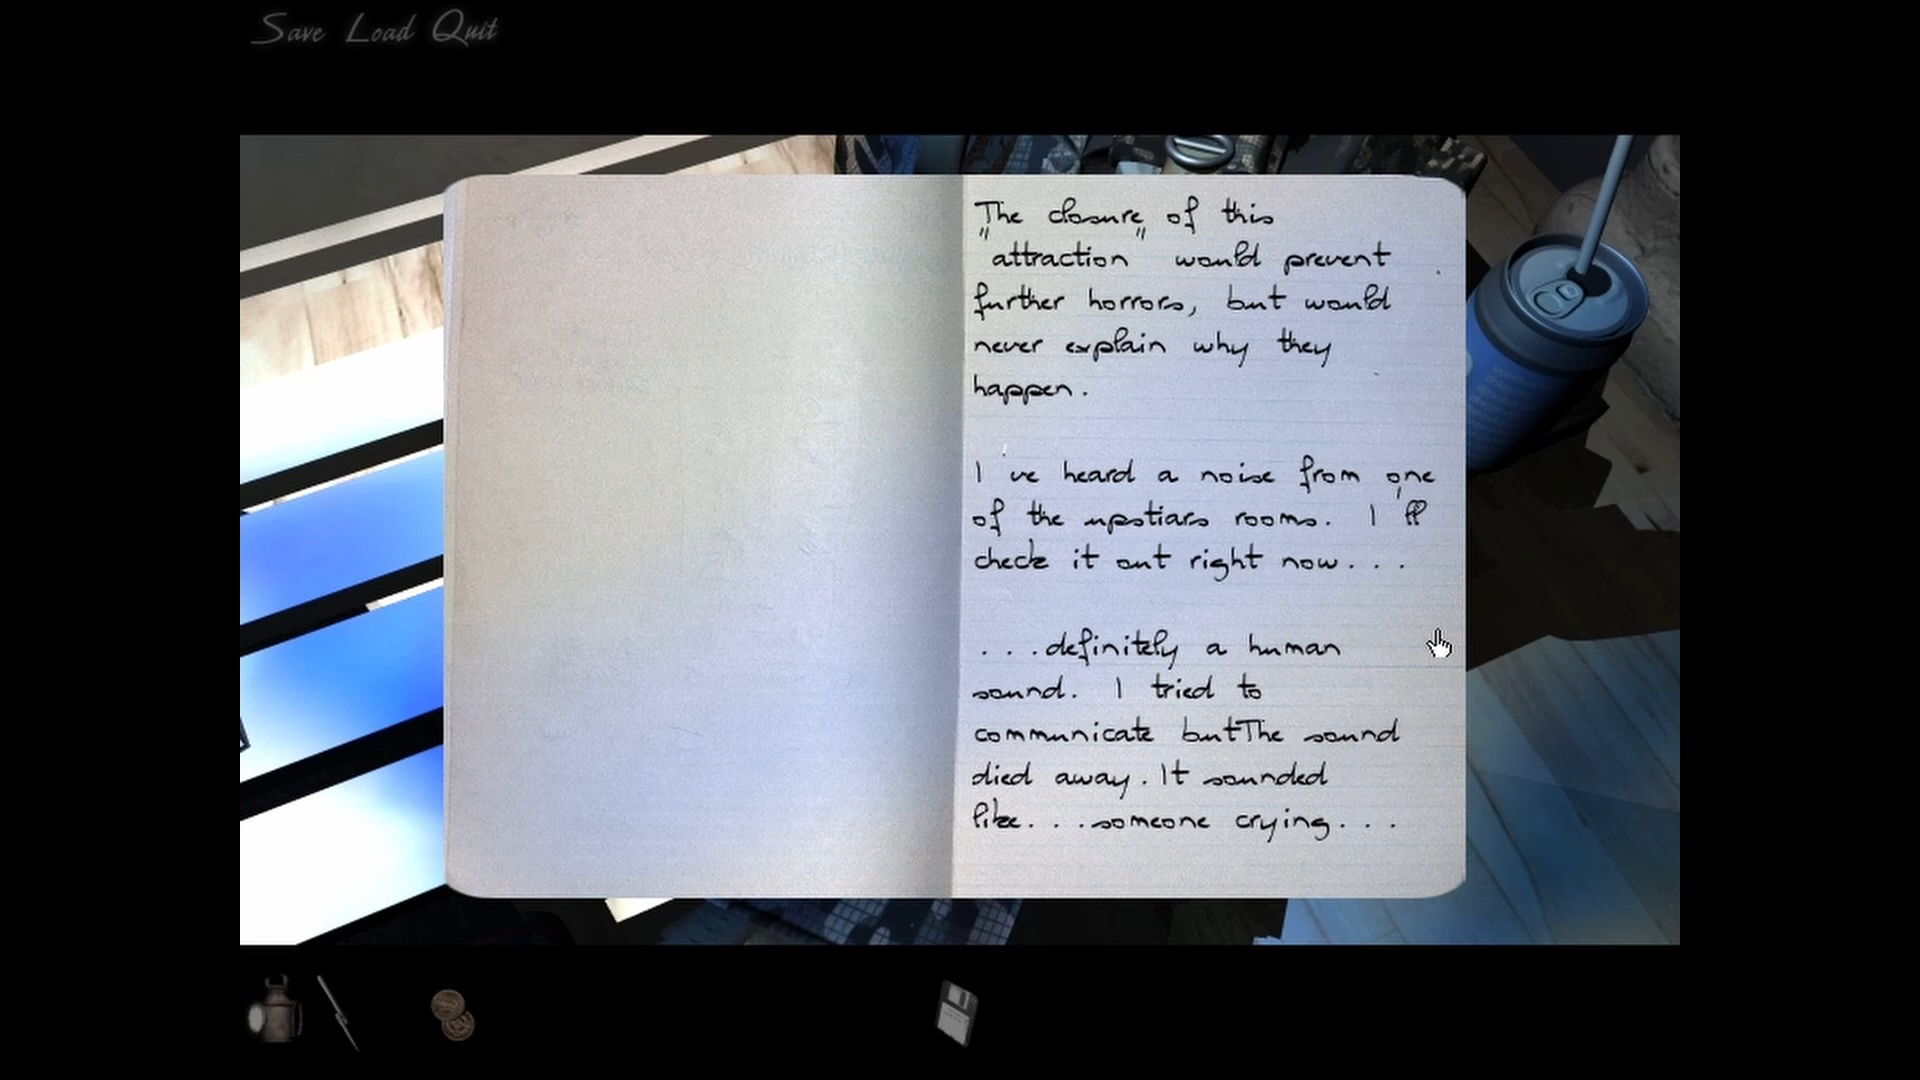 Save Load Quit
The closure of this
"attraction" would prevent
further horrors, but would
never explain why they
happen.
I've heard a noise from one
of the upstiars rooms. I'll
check it out right now...
...definitely a human
sound. I tried to
communicate butThe sound
died away. It sounded
like...someone crying...